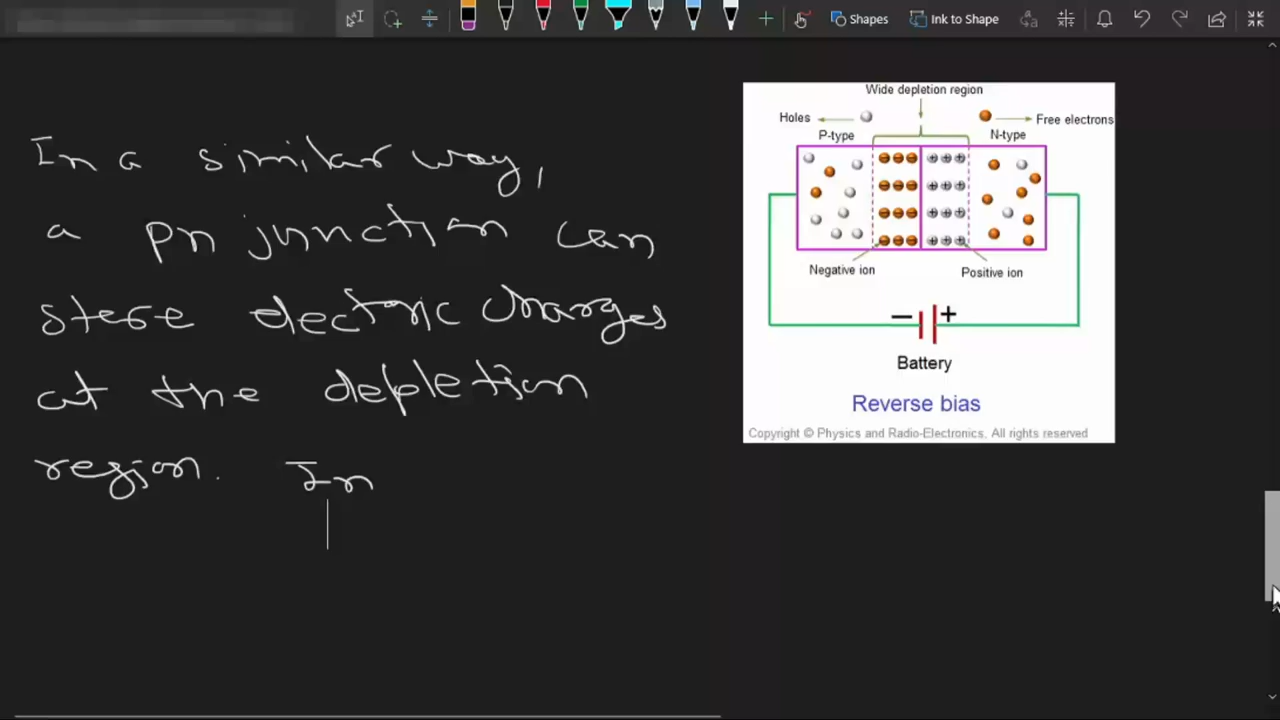 Shapes
Ink to Shape
In a similar way,
a pn junction can
store electric charges
at the depletion
region. In
Wide depletion region
Holes
Free electrons
P-type
N-type
Negative ion
Positive ion
− +
Battery
Reverse bias
Copyright © Physics and Radio-Electronics, All rights reserved